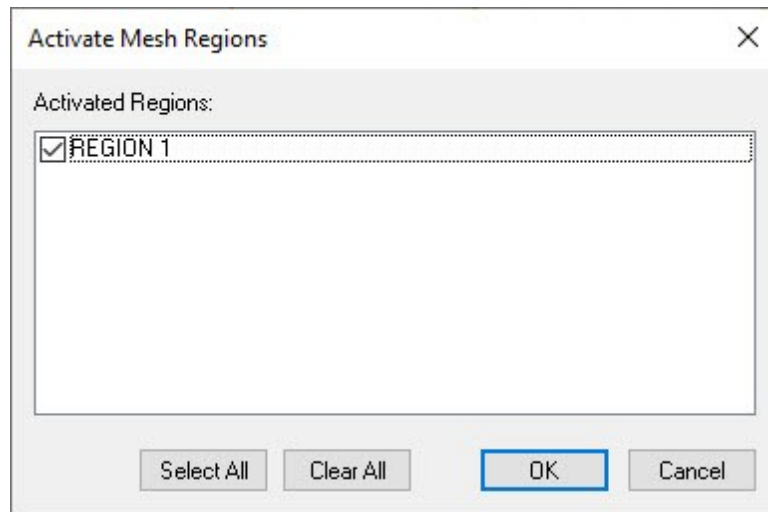 Activate Mesh Regions
Activated Regions:
REGION 1
Select All Clear All OK Cancel